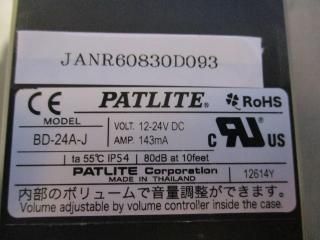 JANR60830D093
CE PATLITE RoHS
MODEL
BD-24A-J
VOLT. 12-24V DC
AMP. 143mA
c UR US
ta 55℃ IP54 80dB at 10feet
PATLITE Corporation
MADE IN THAILAND
12614Y
内部のボリュームで音量調整ができます。
Volume adjustable by volume controller inside the case.